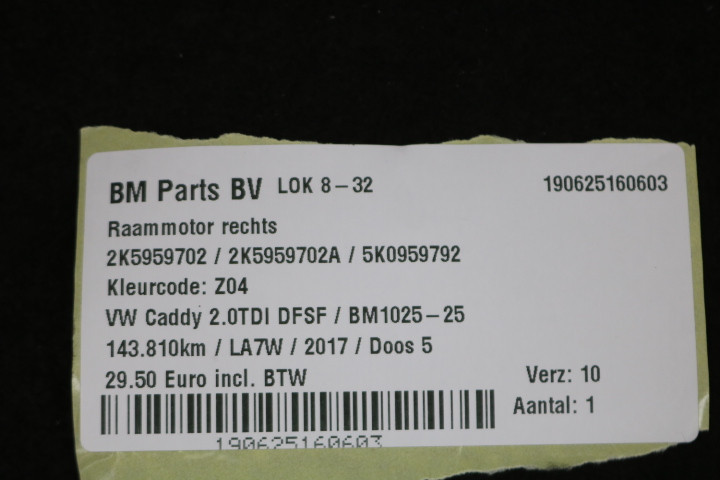 BM Parts BV LOK 8-32 190625160603
Raammotor rechts
2K5959702 / 2K5959702A / 5K0959792
Kleurcode: Z04
VW Caddy 2.0TDI DFSF / BM1025-25
143.810km / LA7W / 2017 / Doos 5
29.50 Euro incl. BTW Verz: 10
Aantal: 1
190625160603